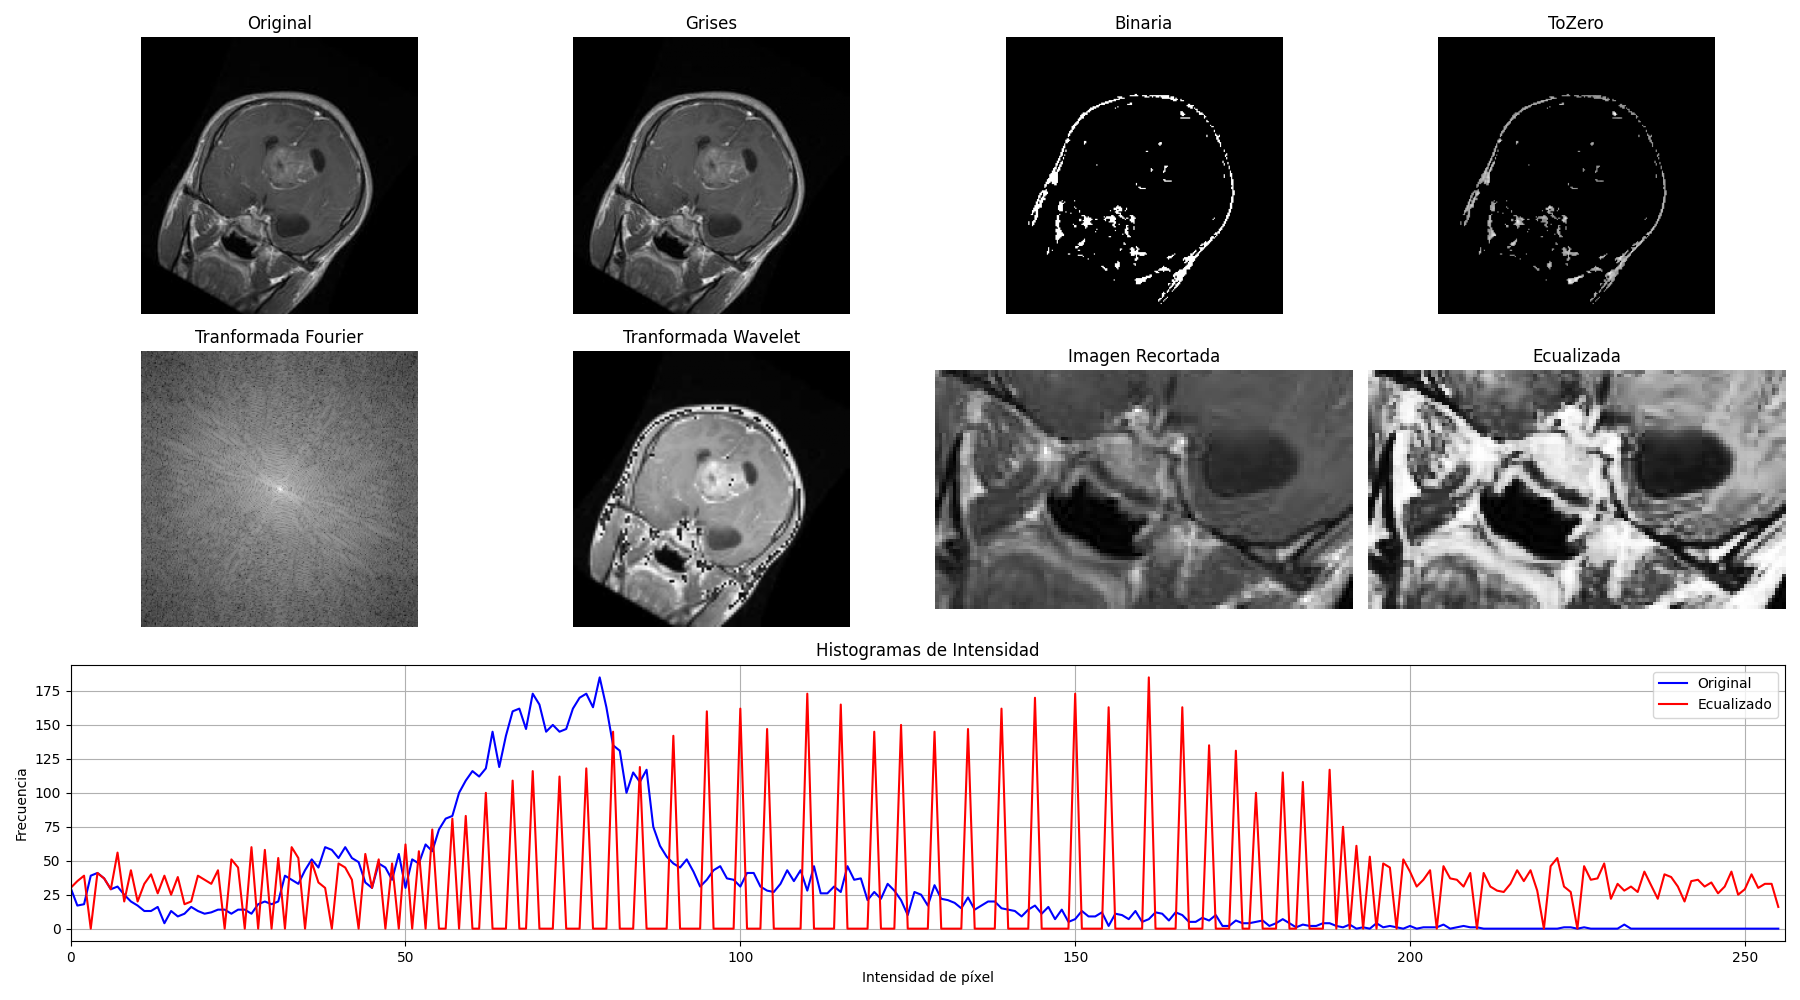 Original
Grises
Binaria
ToZero
Tranformada Fourier
Tranformada Wavelet
Imagen Recortada
Ecualizada
Histogramas de Intensidad
Original
Ecualizado
Frecuencia
175
150
125
100
75
50
25
0
0
50
100
150
200
250
Intensidad de píxel